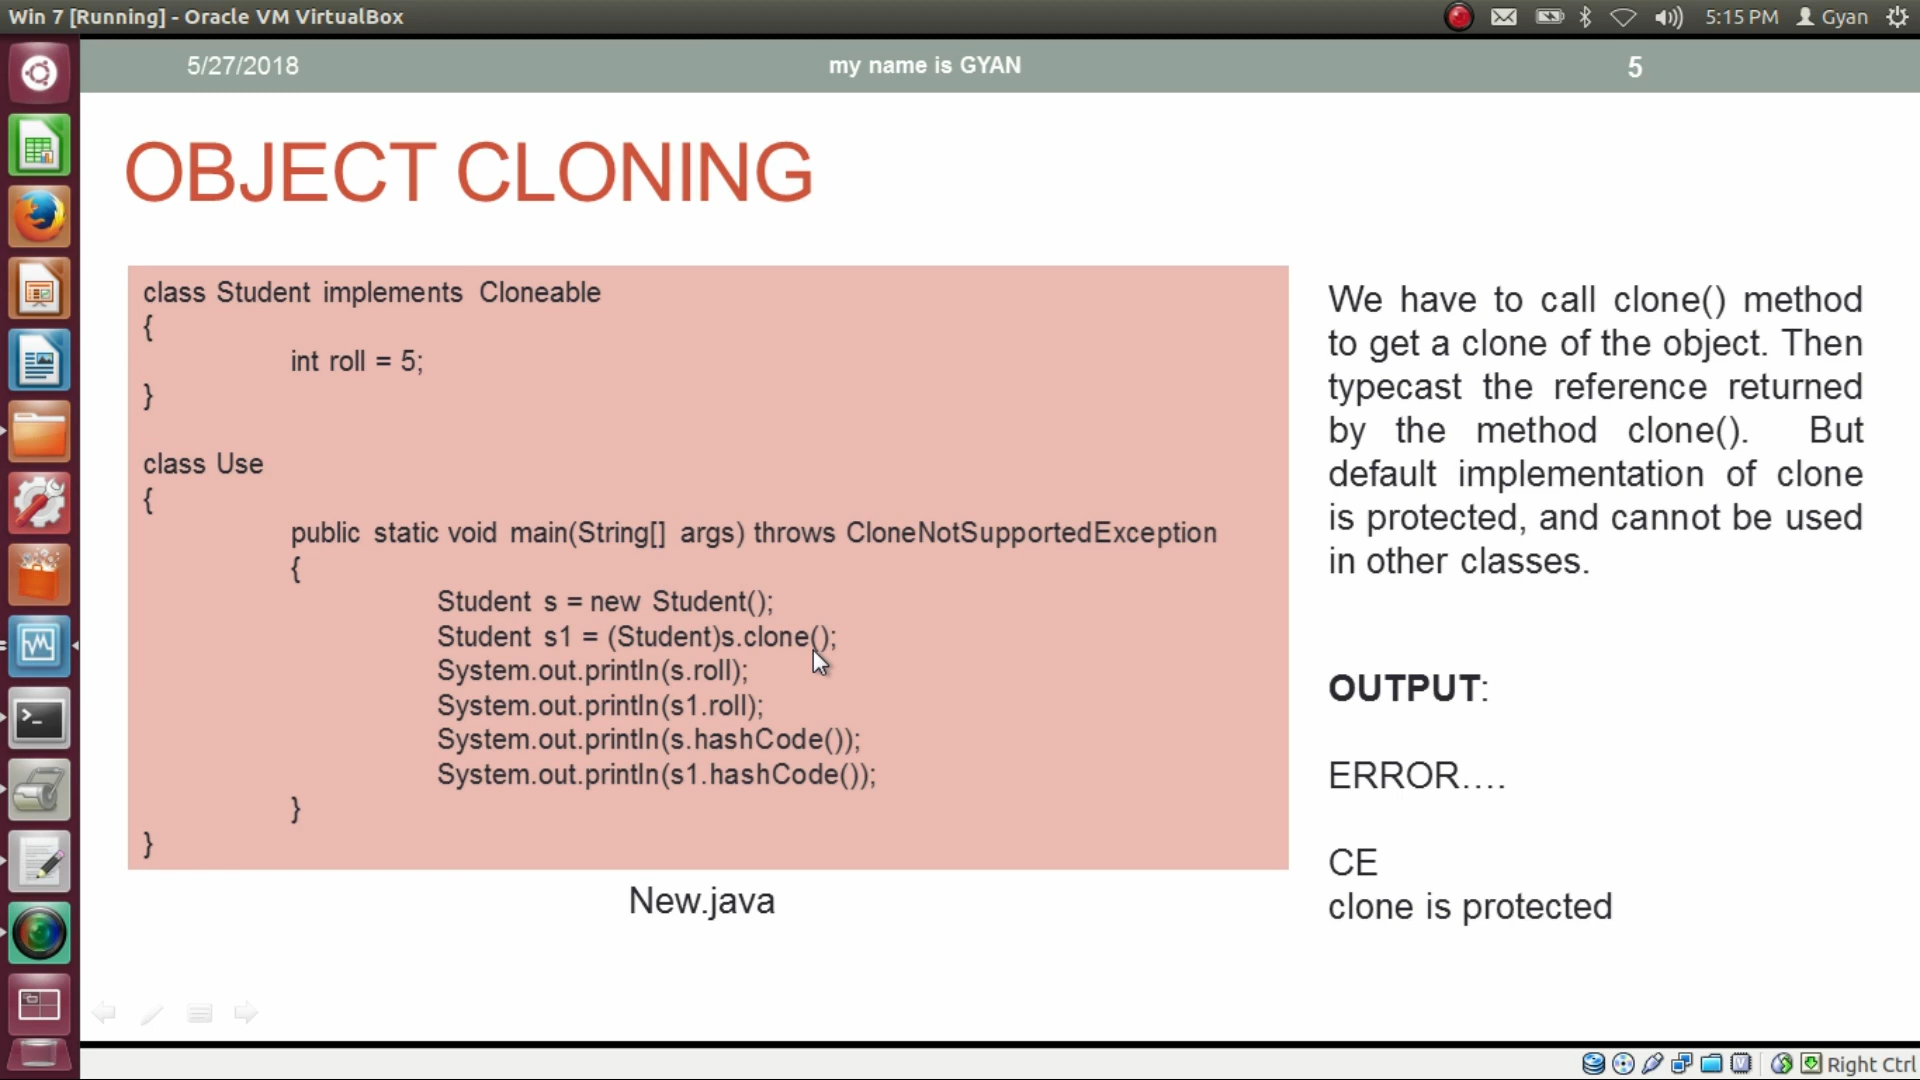 Win 7 [Running] - Oracle VM VirtualBox
5:15 PM Gyan
5/27/2018
my name is GYAN
5
OBJECT CLONING
class Student implements Cloneable
{
int roll = 5;
}
class Use
{
public static void main(String[] args) throws CloneNotSupportedException
{
Student s = new Student();
Student s1 = (Student)s.clone();
System.out.println(s.roll);
System.out.println(s1.roll);
System.out.println(s.hashCode());
System.out.println(s1.hashCode());
}
}
New.java
We have to call clone() method
to get a clone of the object. Then
typecast the reference returned
by the method clone(). But
default implementation of clone
is protected, and cannot be used
in other classes.
OUTPUT:
ERROR....
CE
clone is protected
Right Ctrl